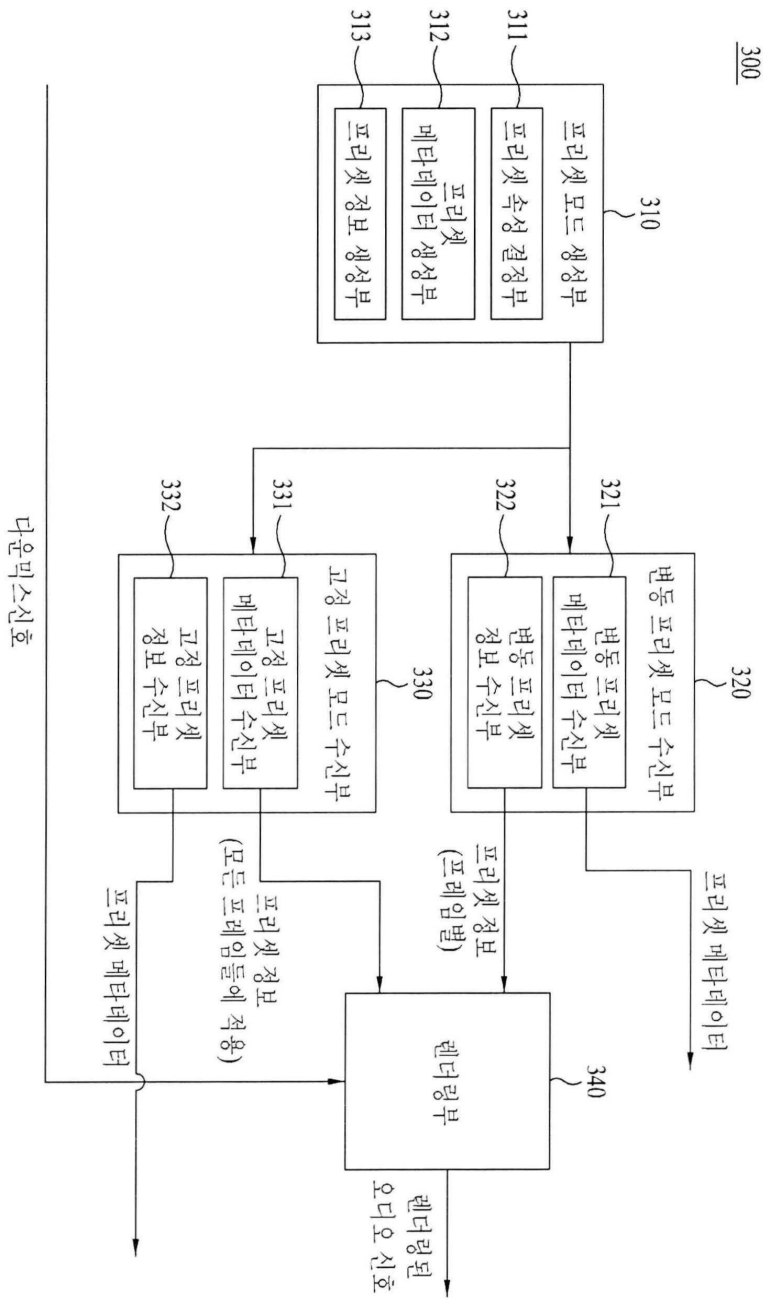 300
310
프리셋 모드 생성부
311
프리셋 속성 결정부
312
프리셋
메타데이터 생성부
313
프리셋 정보 생성부
320
변동 프리셋 모드 수신부
321
변동 프리셋
메타데이터 수신부
322
변동 프리셋
정보 수신부
330
고정 프리셋 모드 수신부
331
고정 프리셋
메타데이터 수신부
332
고정 프리셋
정보 수신부
프리셋 메타데이터
프리셋 정보
(프레임별)
프리셋 정보
(모든 프레임들에 적용)
프리셋 메타데이터
340
렌더링부
렌더링된
오디오 신호
다운믹스신호